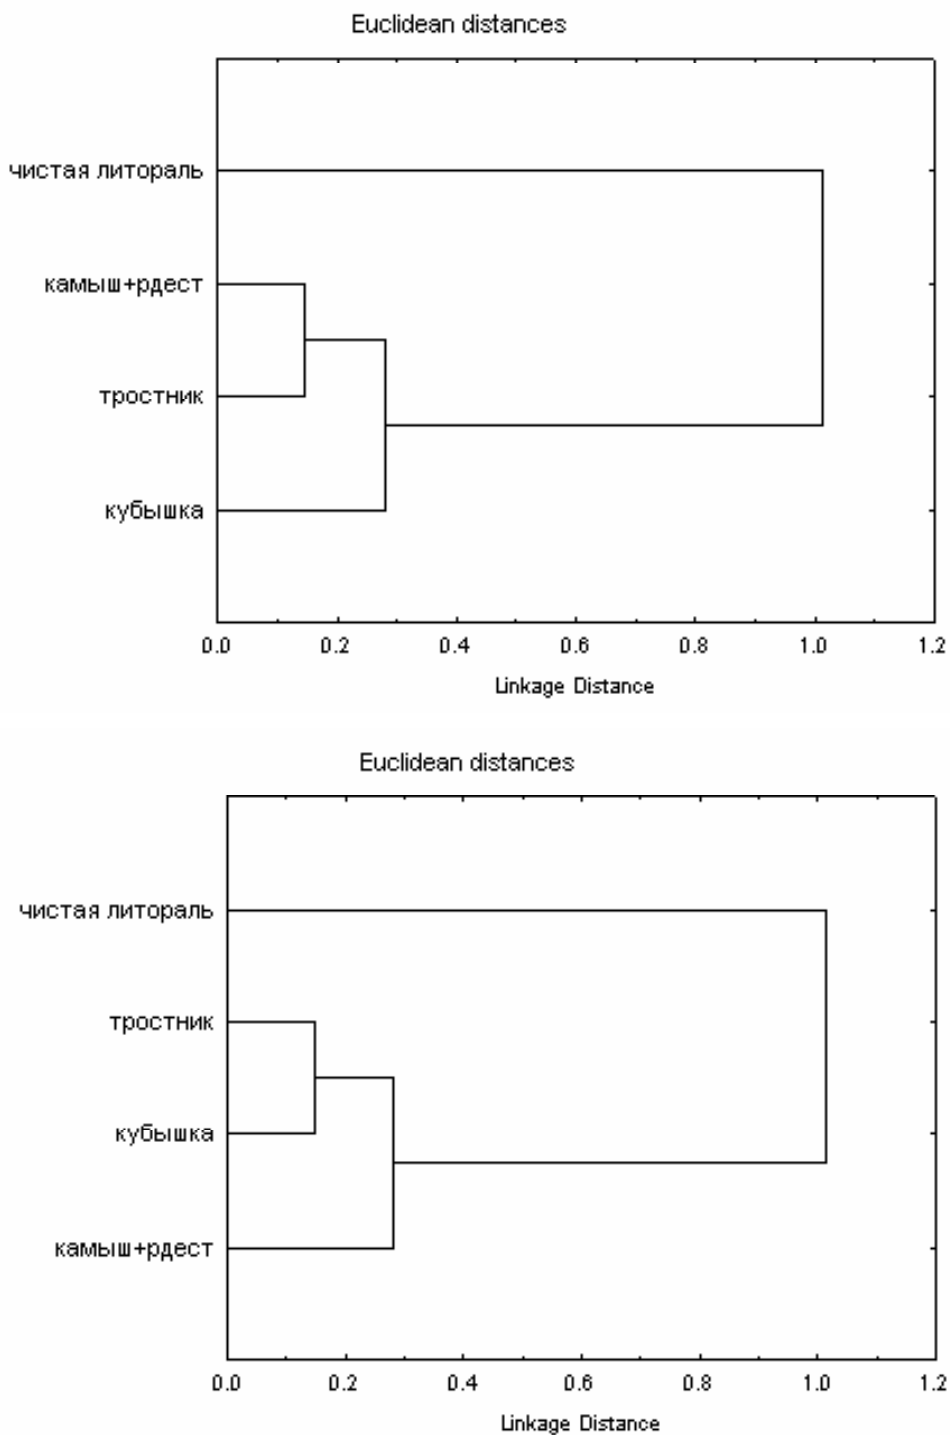 Euclidean distances
чистая литораль
камыш+рдест
тростник
кубышка
0.0 0.2 0.4 0.6 0.8 1.0 1.2
Linkage Distance
Euclidean distances
чистая литораль
тростник
кубышка
камыш+рдест
0.0 0.2 0.4 0.6 0.8 1.0 1.2
Linkage Distance